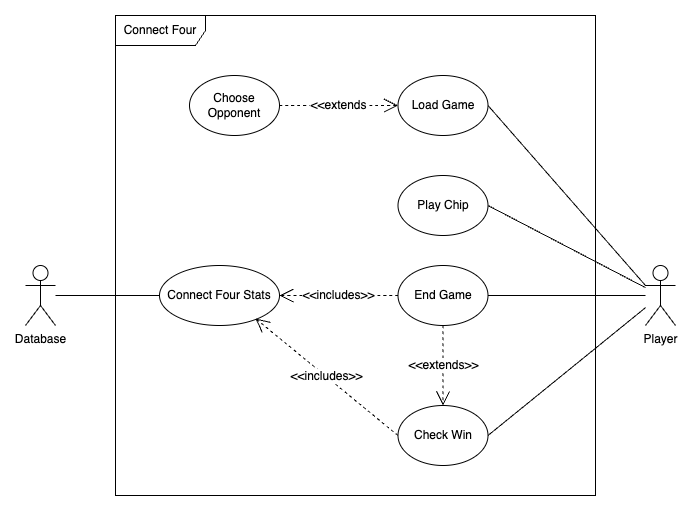 Connect Four
Choose
Opponent
<<extends
Load Game
Play Chip
Connect Four Stats
<<includes>>
End Game
Database
Player
<<extends>>
<<includes>>
Check Win